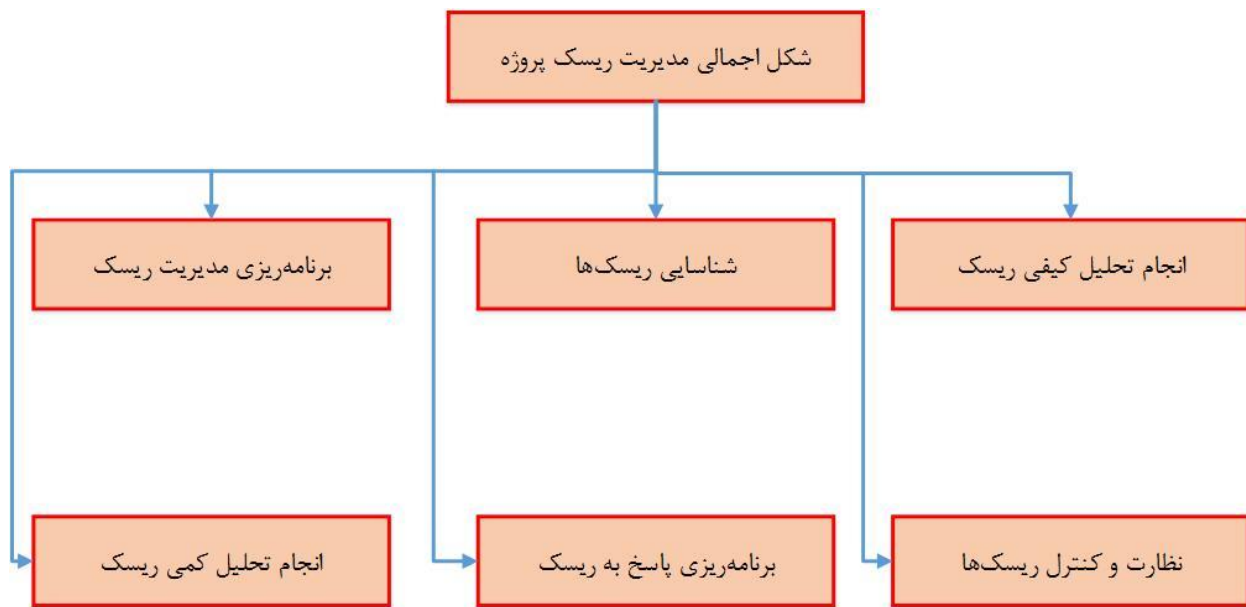 شکل اجمالی مدیریت ریسک پروژه
انجام تحلیل کیفی ریسک
شناسایی ریسک‌ها
برنامه‌ریزی مدیریت ریسک
نظارت و کنترل ریسک‌ها
برنامه‌ریزی پاسخ به ریسک
انجام تحلیل کمی ریسک